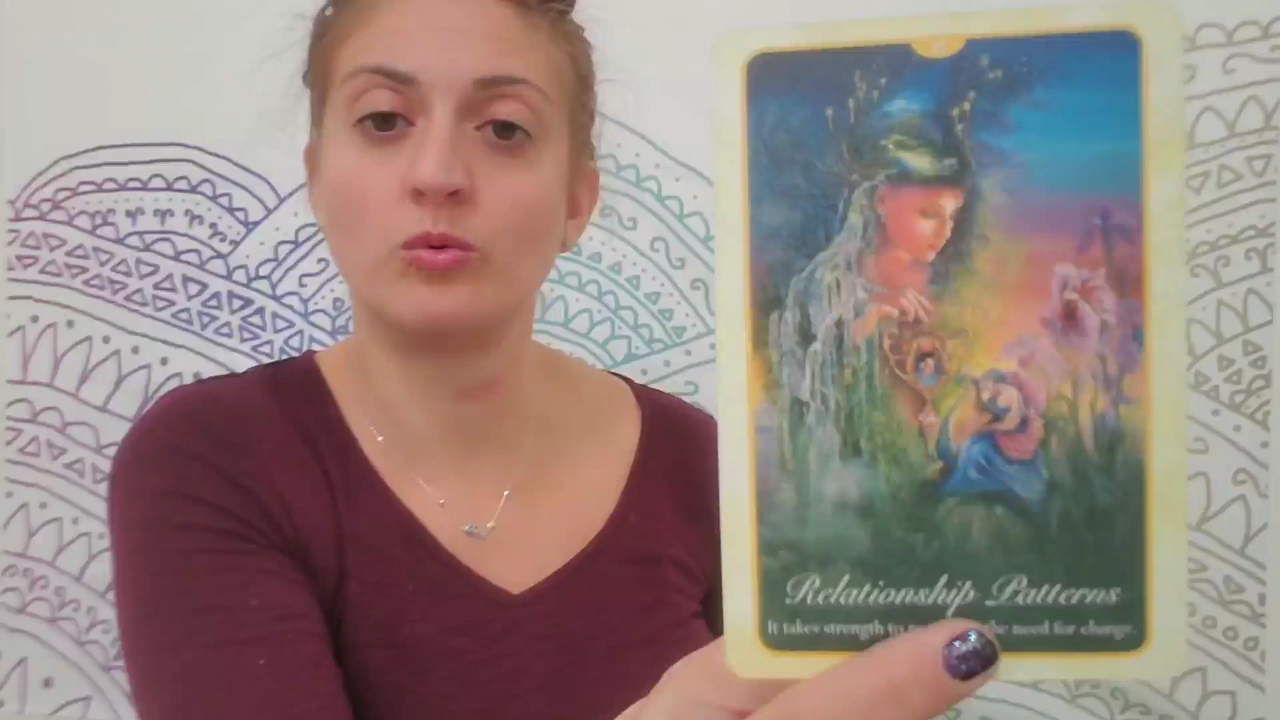 Relationship Patterns
It takes strength to the need for change.